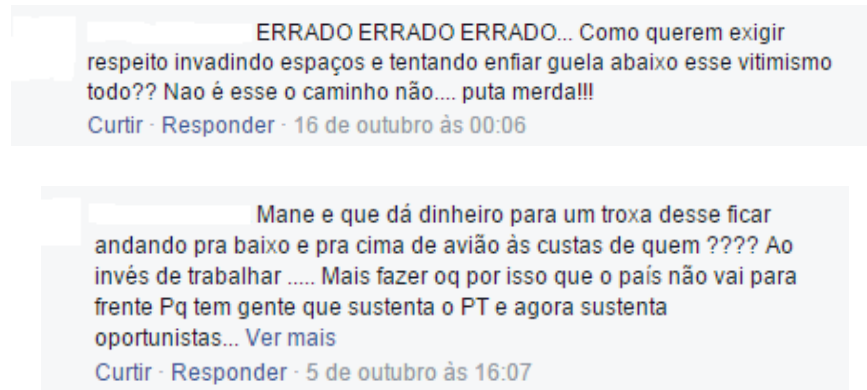 ERRADO ERRADO ERRADO... Como querem exigir
respeito invadindo espaços e tentando enfiar guela abaixo esse vitimismo
todo?? Nao é esse o caminho não.... puta merda!!!
Curtir · Responder · 16 de outubro às 00:06
Mane e que dá dinheiro para um troxa desse ficar
andando pra baixo e pra cima de avião às custas de quem ???? Ao
invés de trabalhar ..... Mais fazer oq por isso que o país não vai para
frente Pq tem gente que sustenta o PT e agora sustenta
oportunistas... Ver mais
Curtir · Responder · 5 de outubro às 16:07